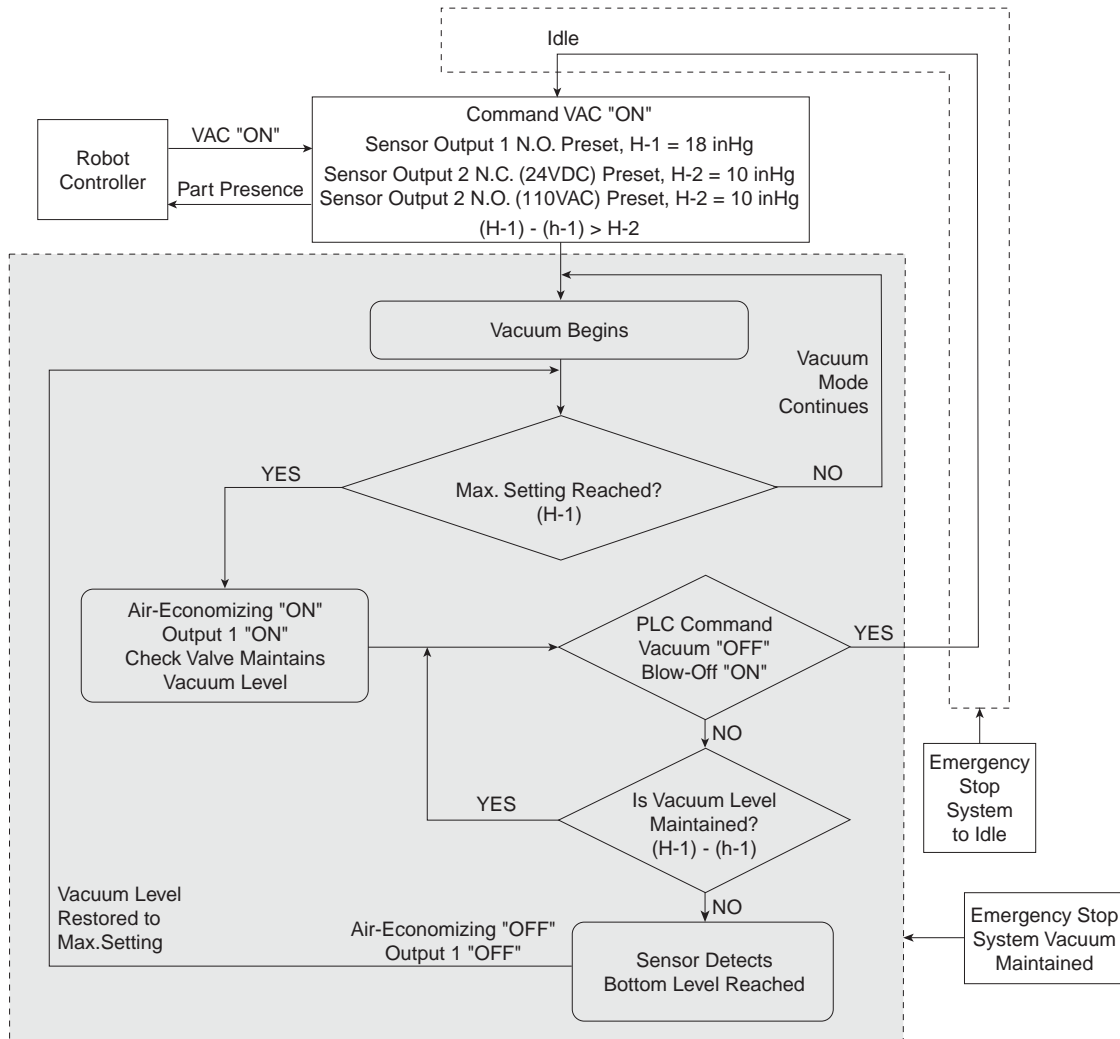 Idle
Command VAC "ON"
Sensor Output 1 N.O. Preset, H-1 = 18 inHg
Sensor Output 2 N.C. (24VDC) Preset, H-2 = 10 inHg
Sensor Output 2 N.O. (110VAC) Preset, H-2 = 10 inHg
(H-1) - (h-1) > H-2
Robot
Controller
VAC "ON"
Part Presence
Vacuum Begins
Vacuum
Mode
Continues
YES
Max. Setting Reached?
(H-1)
NO
Air-Economizing "ON"
Output 1 "ON"
Check Valve Maintains
Vacuum Level
PLC Command
Vacuum "OFF"
Blow-Off "ON"
YES
NO
Emergency
Stop
System
to Idle
YES
Is Vacuum Level
Maintained?
(H-1) - (h-1)
NO
Vacuum Level
Restored to
Max.Setting
Air-Economizing "OFF"
Output 1 "OFF"
Sensor Detects
Bottom Level Reached
Emergency Stop
System Vacuum
Maintained